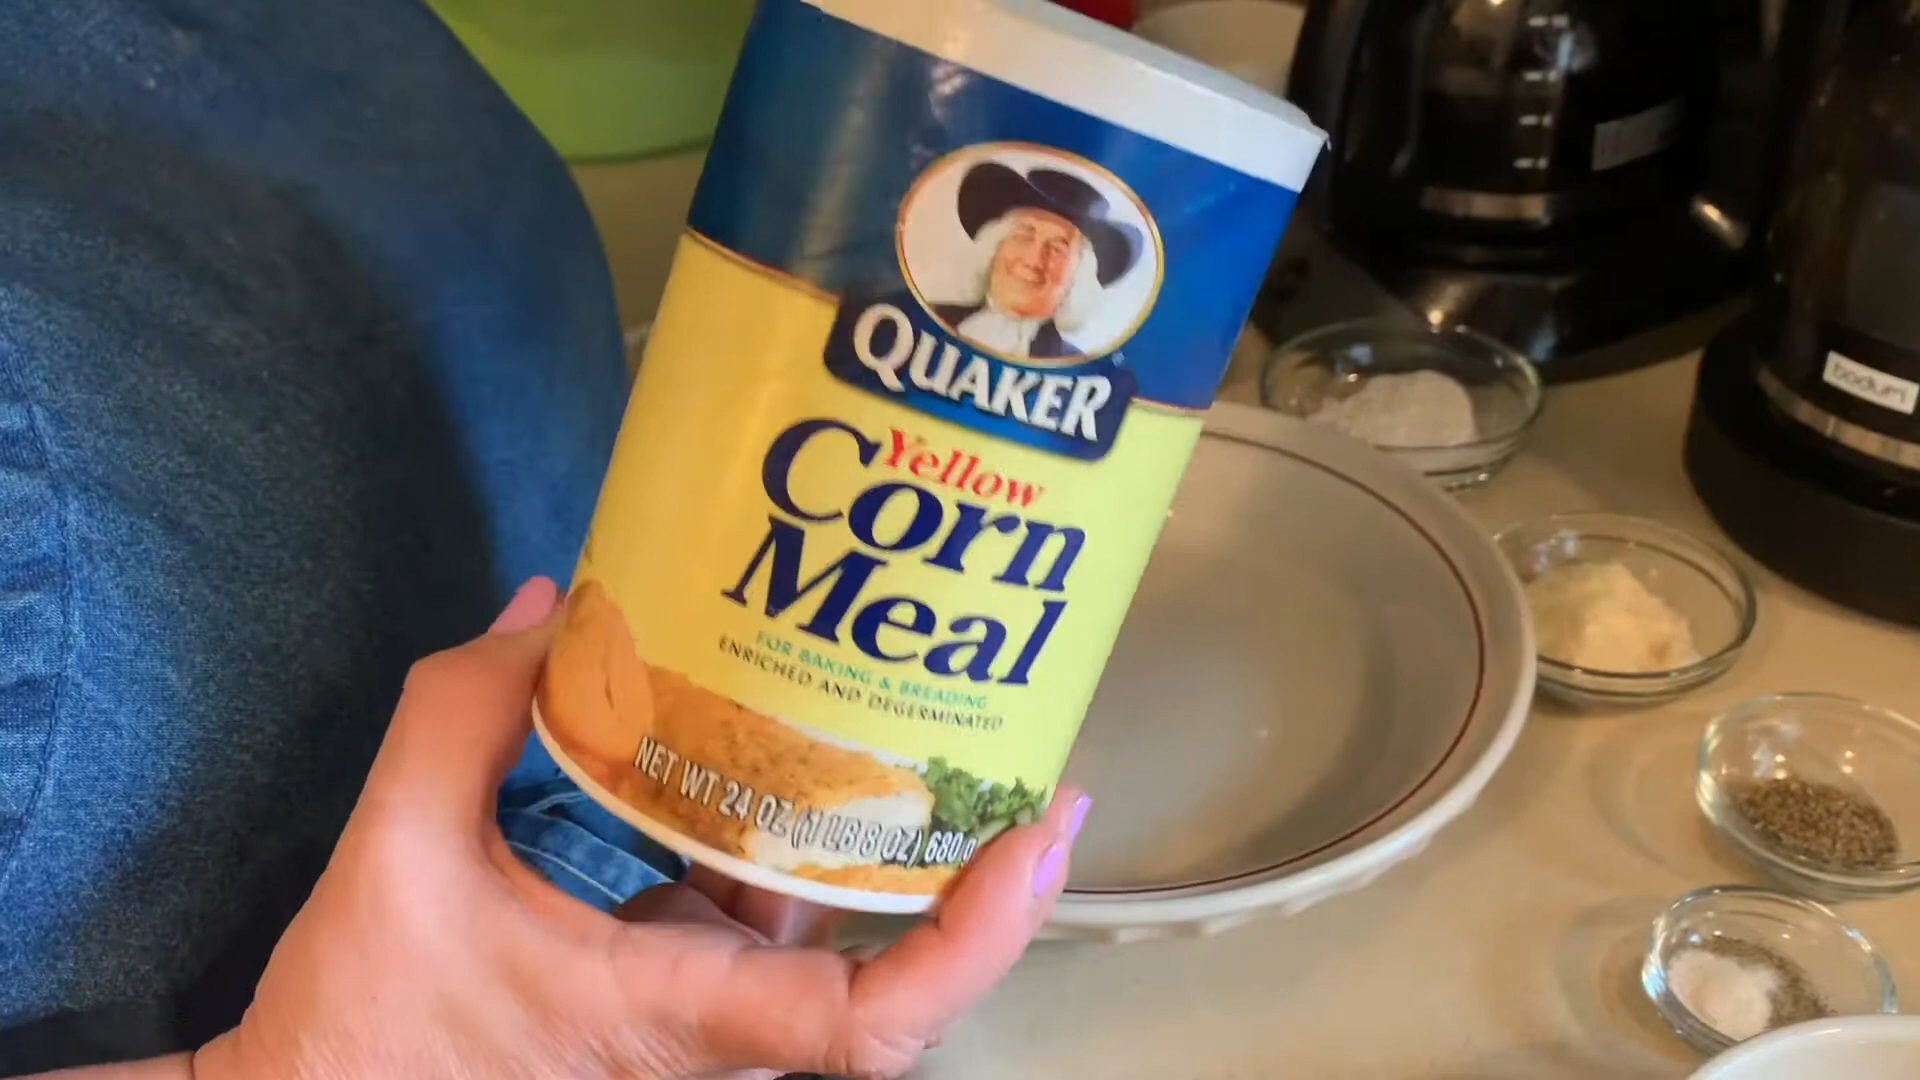 QUAKER
Yellow
Corn
Meal
FOR BAKING & BREADING
ENRICHED AND DEGERMINATED
NET WT 24 OZ (1 LB 8 OZ) 680 g
bodum